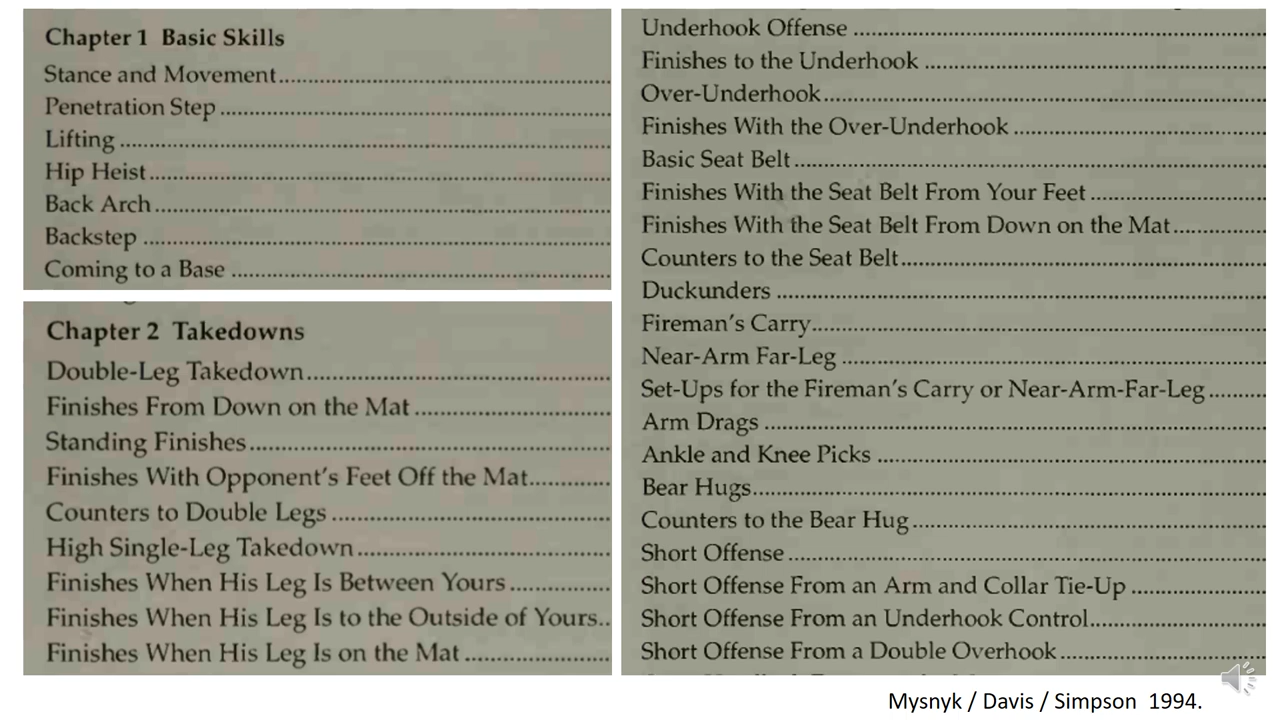 Chapter 1 Basic Skills
Stance and Movement
Penetration Step
Lifting
Hip Heist
Back Arch
Backstep
Coming to a Base
Chapter 2 Takedowns
Double-Leg Takedown
Finishes From Down on the Mat
Standing Finishes
Finishes With Opponent's Feet Off the Mat
Counters to Double Legs
High Single-Leg Takedown
Finishes When His Leg Is Between Yours
Finishes When His Leg Is to the Outside of Yours
Finishes When His Leg Is on the Mat
Underhook Offense
Finishes to the Underhook
Over-Underhook
Finishes With the Over-Underhook
Basic Seat Belt
Finishes With the Seat Belt From Your Feet
Finishes With the Seat Belt From Down on the Mat
Counters to the Seat Belt
Duckunders
Fireman's Carry
Near-Arm Far-Leg
Set-Ups for the Fireman's Carry or Near-Arm-Far-Leg
Arm Drags
Ankle and Knee Picks
Bear Hugs
Counters to the Bear Hug
Short Offense
Short Offense From an Arm and Collar Tie-Up
Short Offense From an Underhook Control
Short Offense From a Double Overhook
Mysnyk / Davis / Simpson 1994.